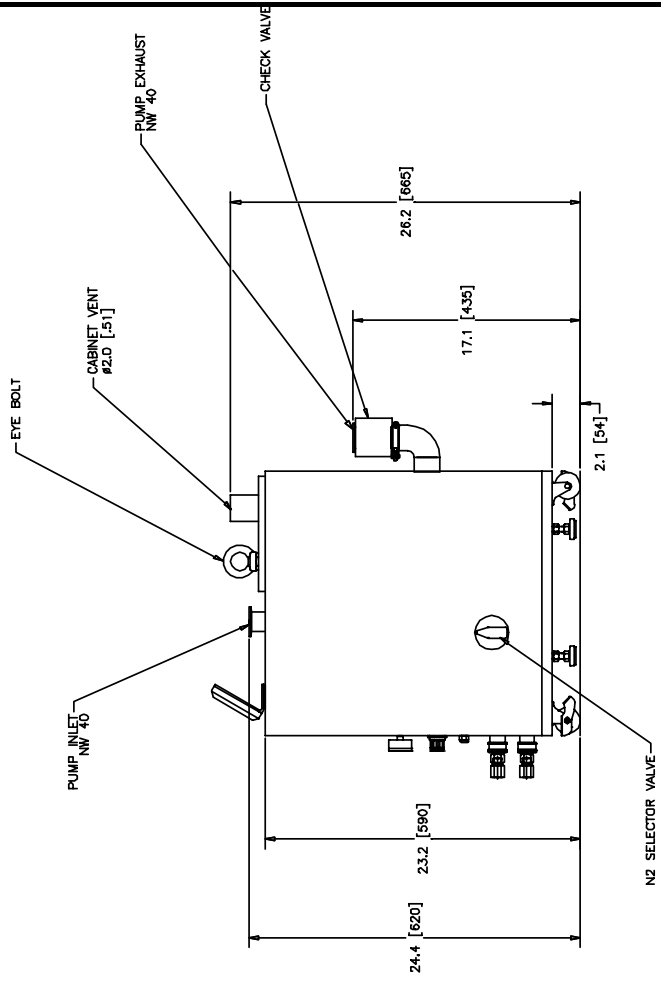 EYE BOLT
CABINET VENT
ø2.0 [.51]
PUMP EXHAUST
NW 40
CHECK VALVE
PUMP INLET
NW 40
26.2 [665]
17.1 [435]
2.1 [54]
23.2 [590]
24.4 [620]
N2 SELECTOR VALVE